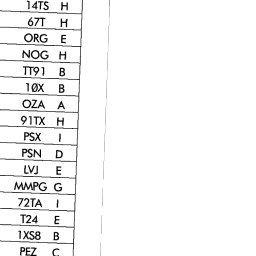 14TS H
67T H
ORG E
NOG H
TT91 B
10X B
OZA A
91TX H
PSX I
PSN D
LVJ E
MMPG G
72TA I
T24 E
1XS8 B
PEZ C